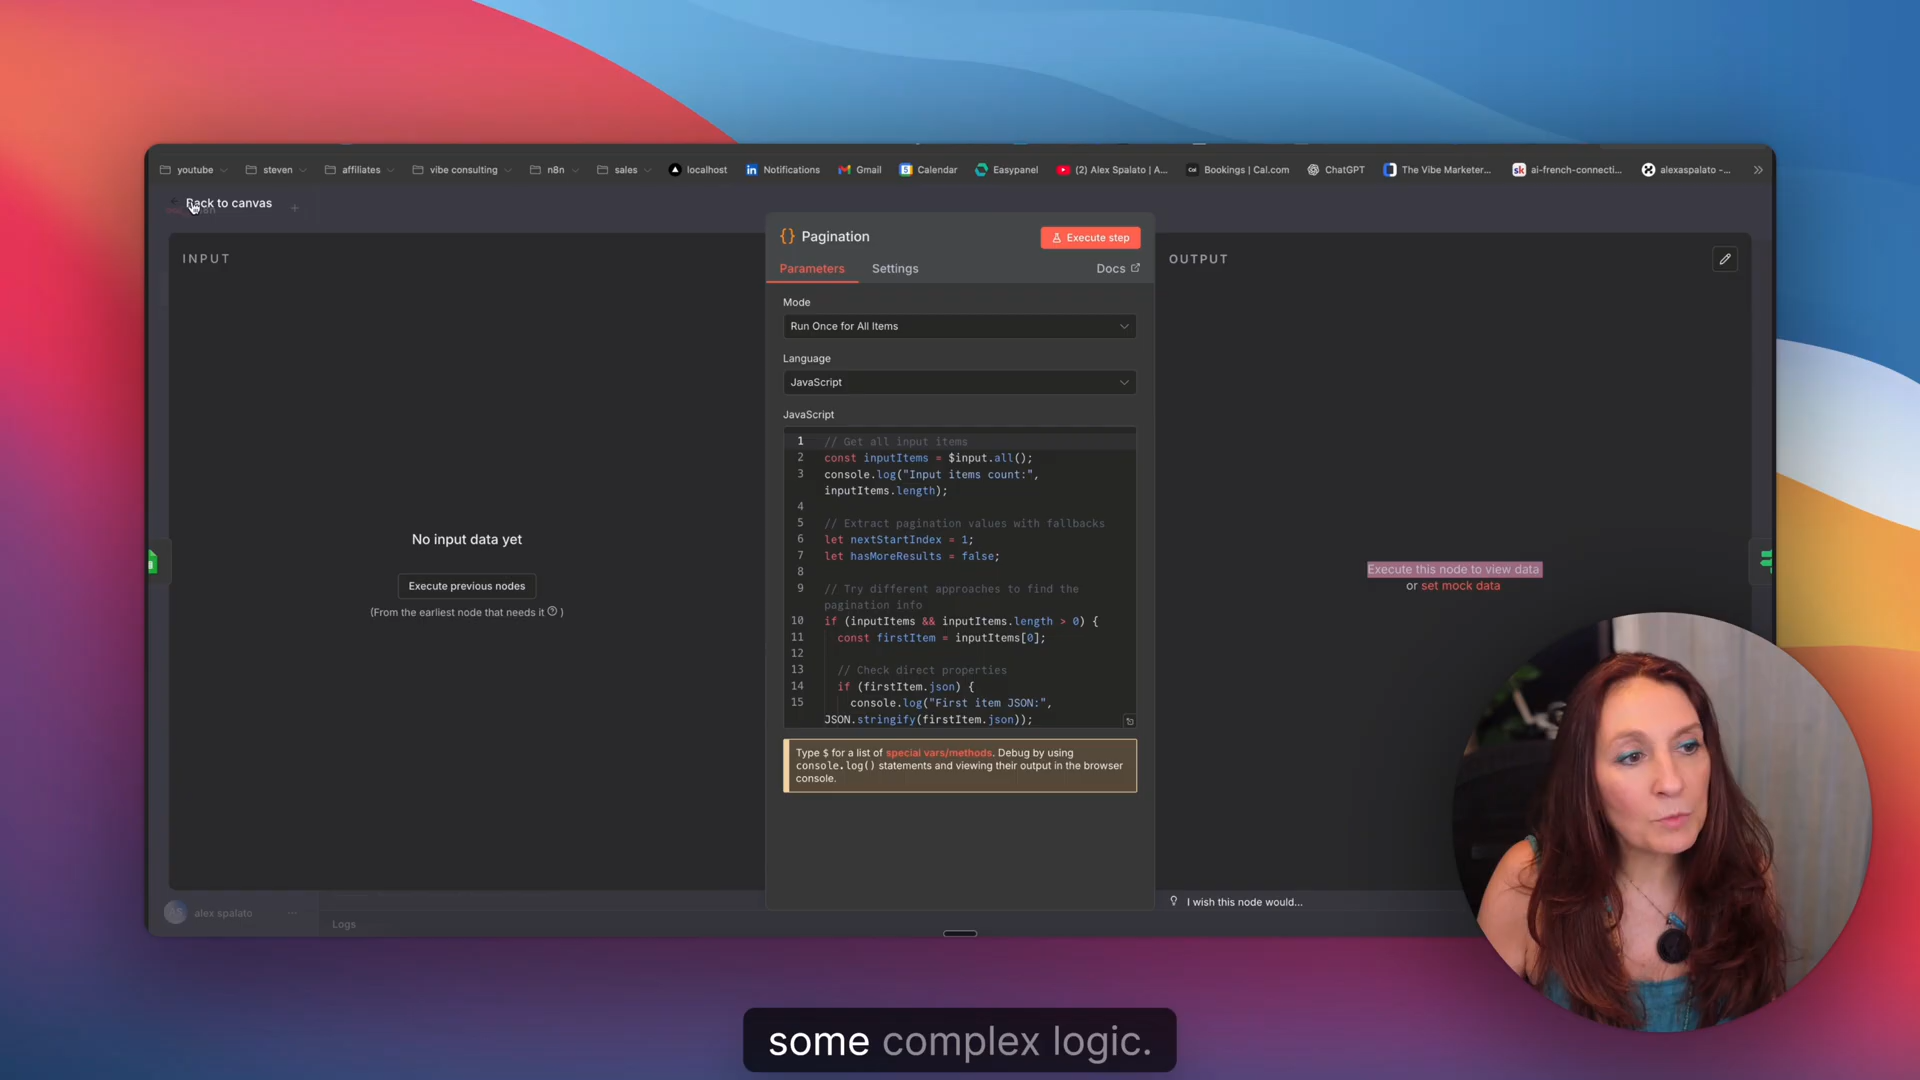 youtube steven affiliates vibe consulting n8n sales localhost Notifications Gmail Calendar Easypanel (2) Alex Spalato | A... Bookings | Cal.com ChatGPT The Vibe Marketer... ai-french-connecti... alexaspalato -... »
Back to canvas
INPUT
No input data yet
Execute previous nodes
(From the earliest node that needs it ? )
Pagination
Execute step
Parameters Settings Docs
Mode
Run Once for All Items
Language
JavaScript
JavaScript
1 // Get all input items
2 const inputItems = $input.all();
3 console.log("Input items count:",
inputItems.length);
4
5 // Extract pagination values with fallbacks
6 let nextStartIndex = 1;
7 let hasMoreResults = false;
8
9 // Try different approaches to find the
pagination info
10 if (inputItems && inputItems.length > 0) {
11 const firstItem = inputItems[0];
12
13 // Check direct properties
14 if (firstItem.json) {
15 console.log("First item JSON:",
JSON.stringify(firstItem.json));
Type $ for a list of special vars/methods. Debug by using
console.log() statements and viewing their output in the browser
console.
OUTPUT
Execute this node to view data
or set mock data
I wish this node would...
alex spalato ...
Logs
some complex logic.